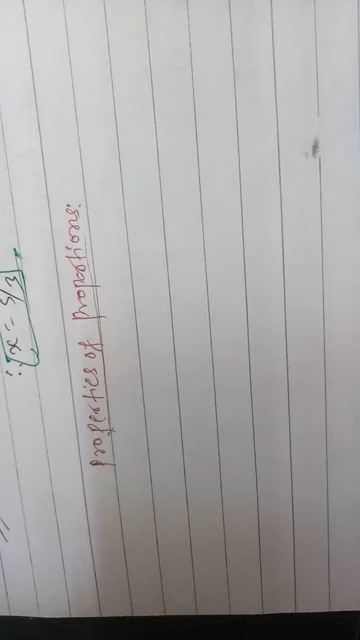 ∴ x = 5/3
properties of proportions: